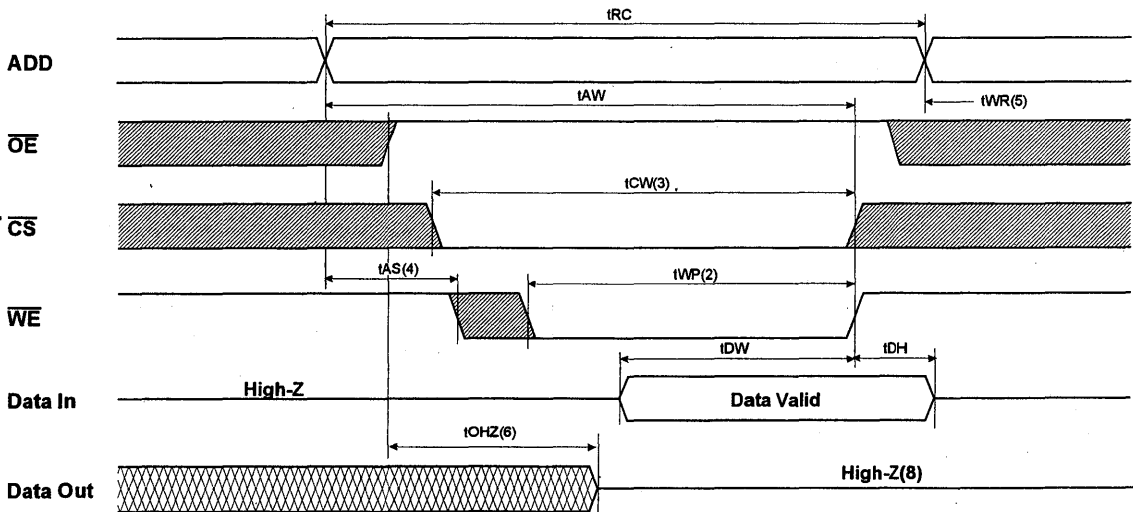 tRC
ADD
tAW
tWR(5)
OE
tCW(3)
CS
tAS(4)
tWP(2)
WE
tDW
tDH
High-Z
Data In
Data Valid
tOHZ(6)
High-Z(8)
Data Out